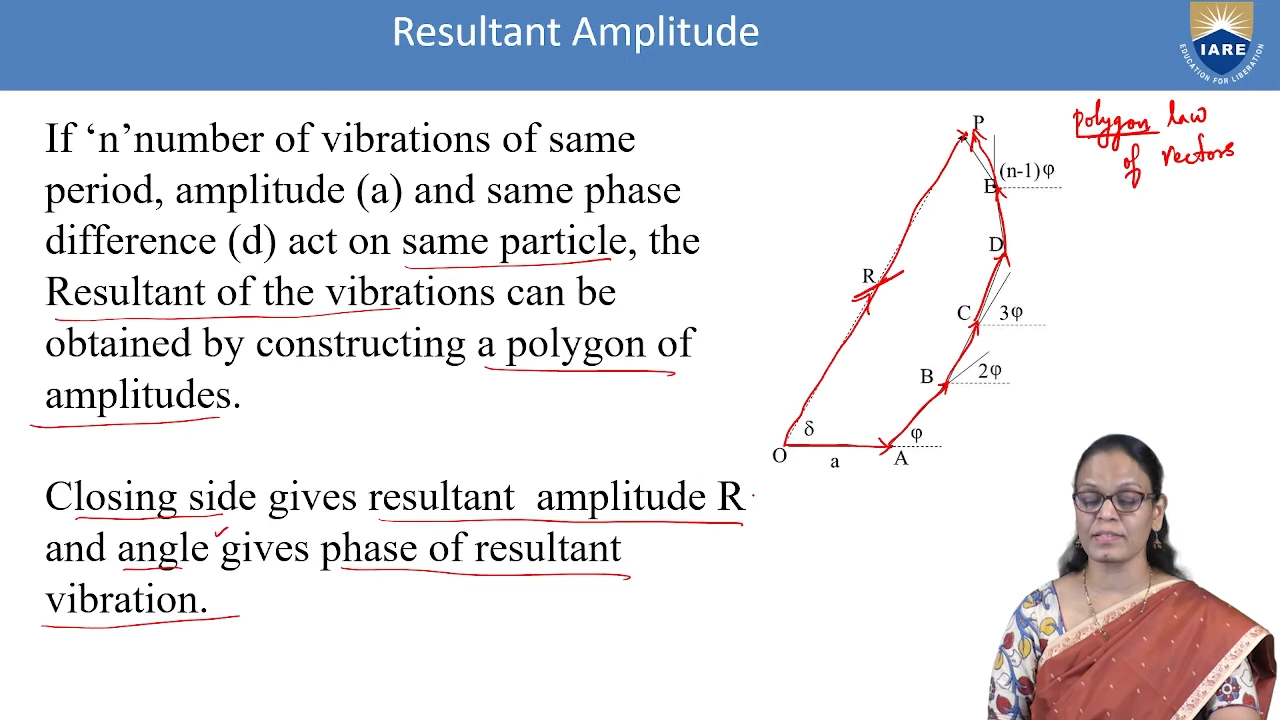 Resultant Amplitude
IARE
EDUCATION FOR LIBERATION
If ‘n’number of vibrations of same
period, amplitude (a) and same phase
difference (d) act on same particle, the
Resultant of the vibrations can be
obtained by constructing a polygon of
amplitudes.
Closing side gives resultant amplitude R
and angle gives phase of resultant
vibration.
polygon law
of vectors
P
(n-1)φ
E
D
R
C
3φ
B
2φ
δ
φ
O
a
A